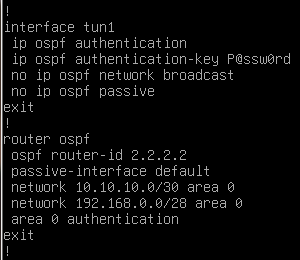 !
interface tun1
 ip ospf authentication
 ip ospf authentication-key P@ssw0rd
 no ip ospf network broadcast
 no ip ospf passive
exit
!
router ospf
 ospf router-id 2.2.2.2
 passive-interface default
 network 10.10.10.0/30 area 0
 network 192.168.0.0/28 area 0
 area 0 authentication
exit
!